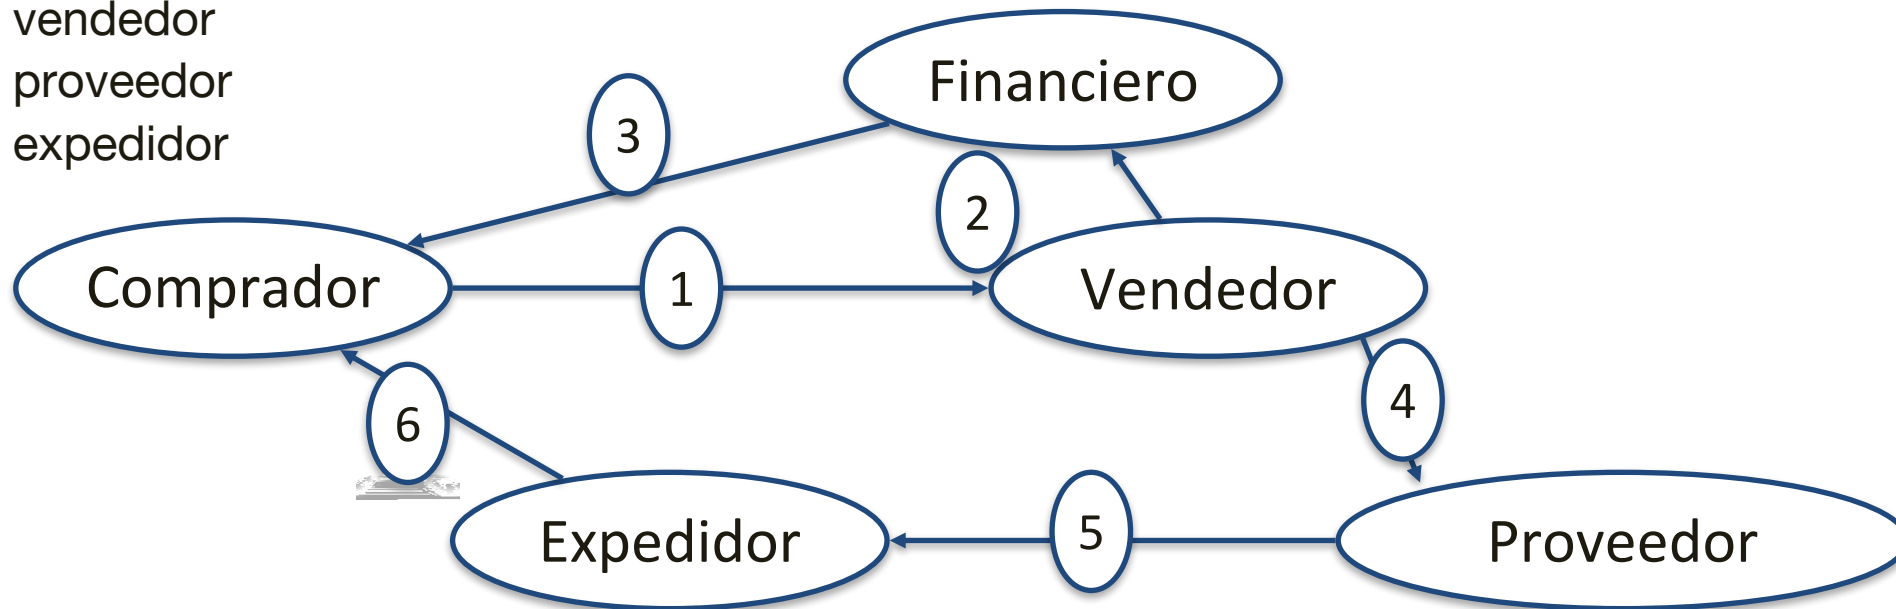 vendedor
proveedor
expedidor
Financiero
3
2
Comprador
1
Vendedor
4
6
Expedidor
5
Proveedor